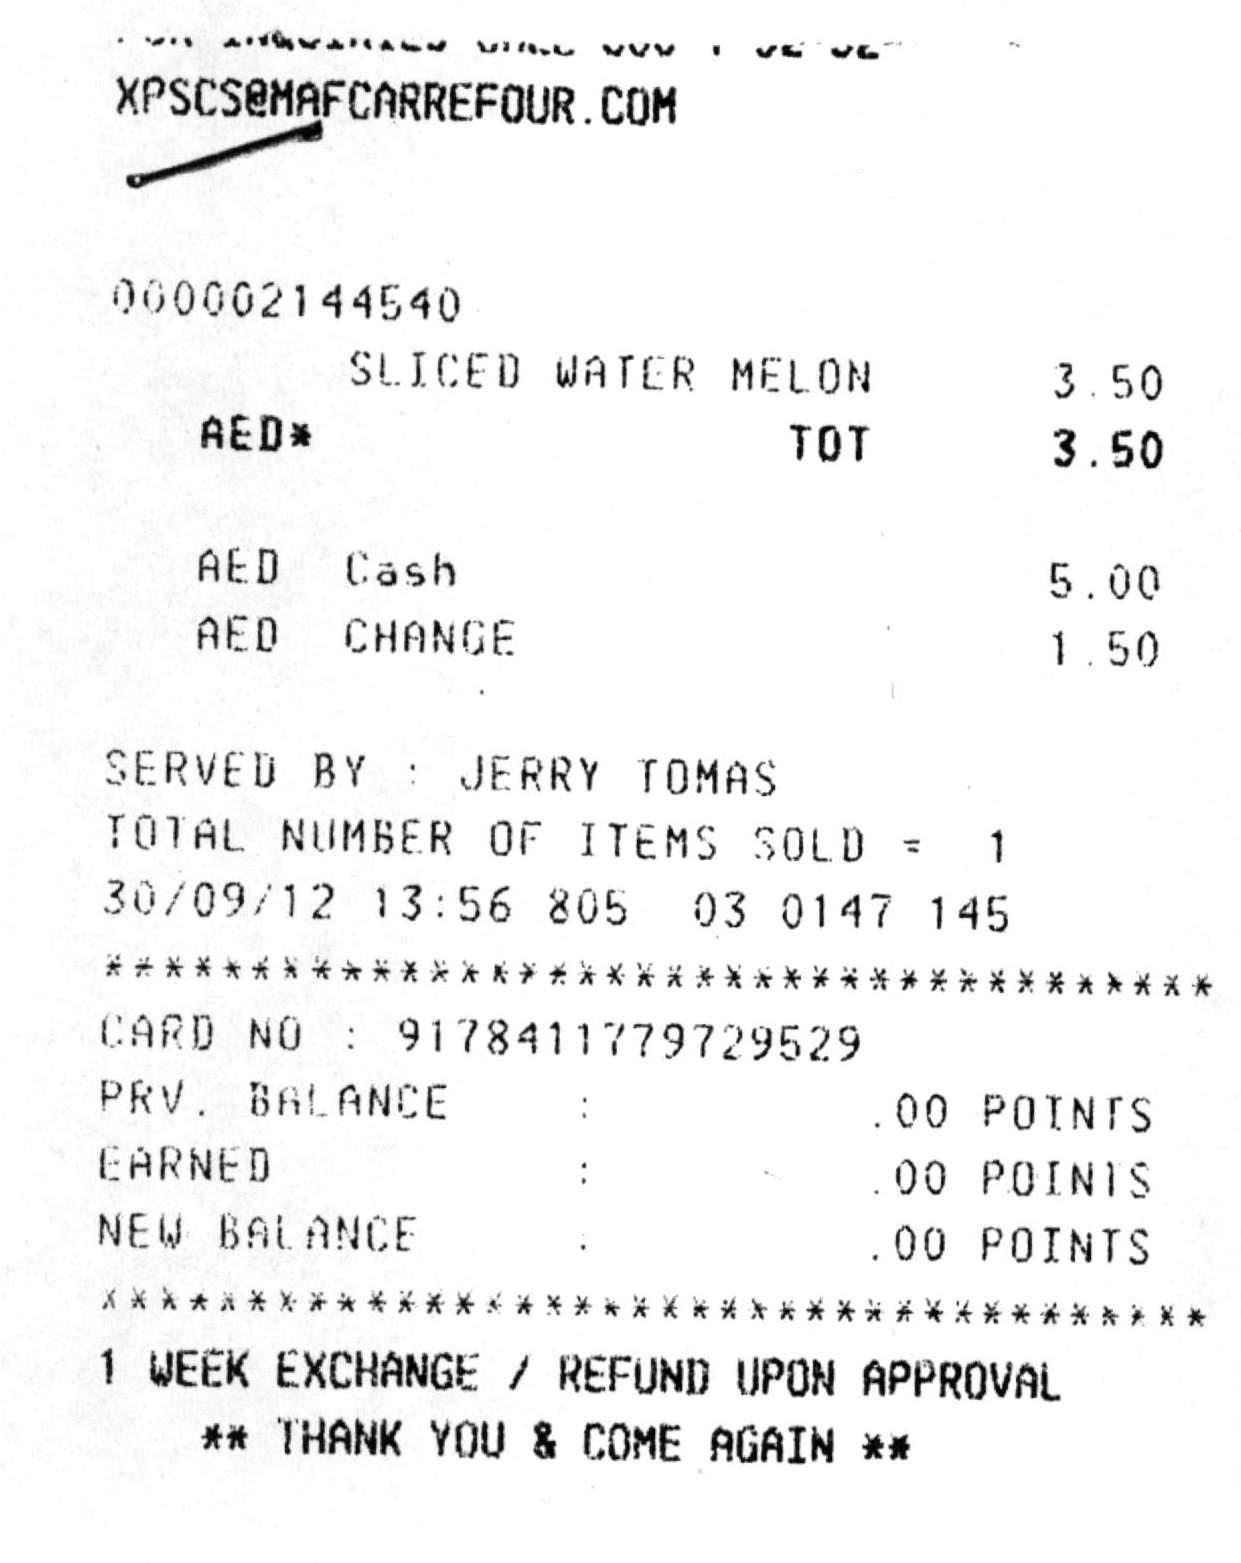 XPSCS@MAFCARREFOUR.COM
000002144540
SLICED WATER MELON 3.50
AED* TOT 3.50
AED Cash 5.00
AED CHANGE 1.50
SERVED BY : JERRY TOMAS
TOTAL NUMBER OF ITEMS SOLD = 1
30/09/12 13:56 805 03 0147 145
**************************************
CARD NO : 9178411779729529
PRV. BALANCE : .00 POINTS
EARNED : .00 POINTS
NEW BALANCE : .00 POINTS
**************************************
1 WEEK EXCHANGE / REFUND UPON APPROVAL
** THANK YOU & COME AGAIN **